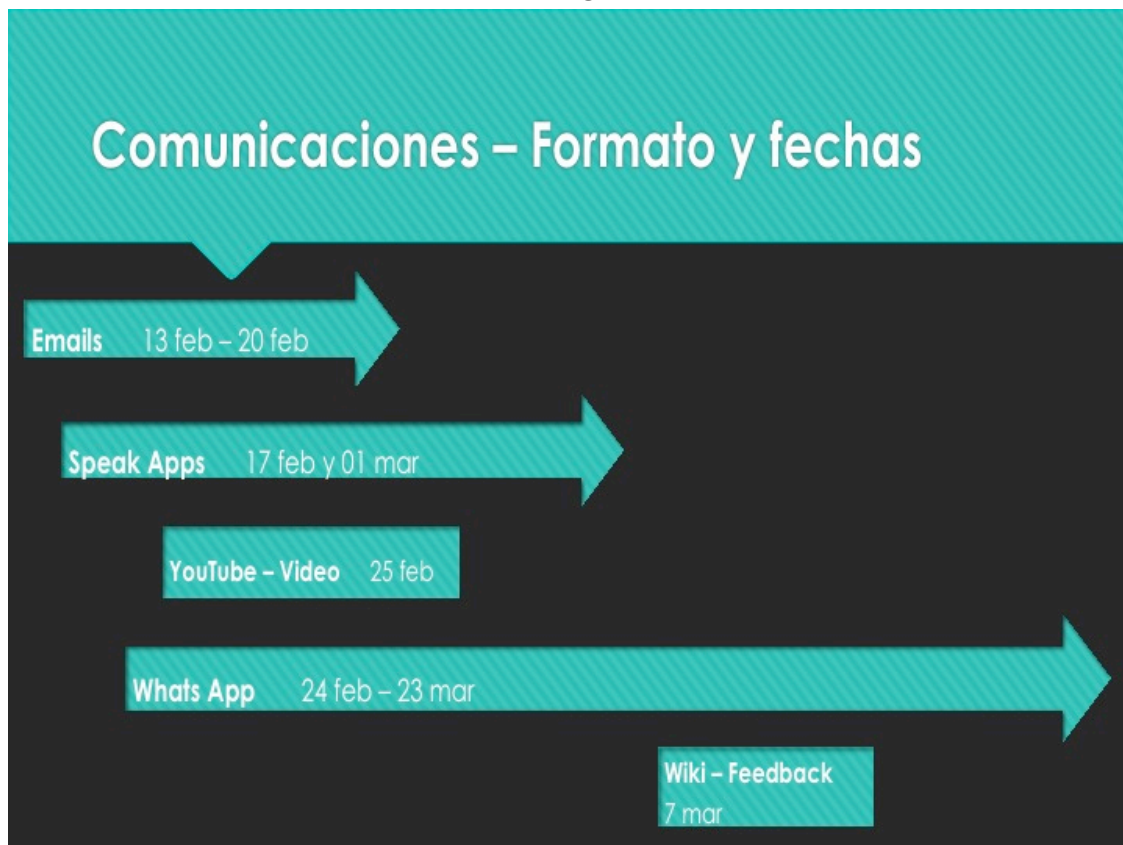 Comunicaciones – Formato y fechas
Emails 13 feb – 20 feb
Speak Apps 17 feb y 01 mar
YouTube – Video 25 feb
Whats App 24 feb – 23 mar
Wiki – Feedback
7 mar